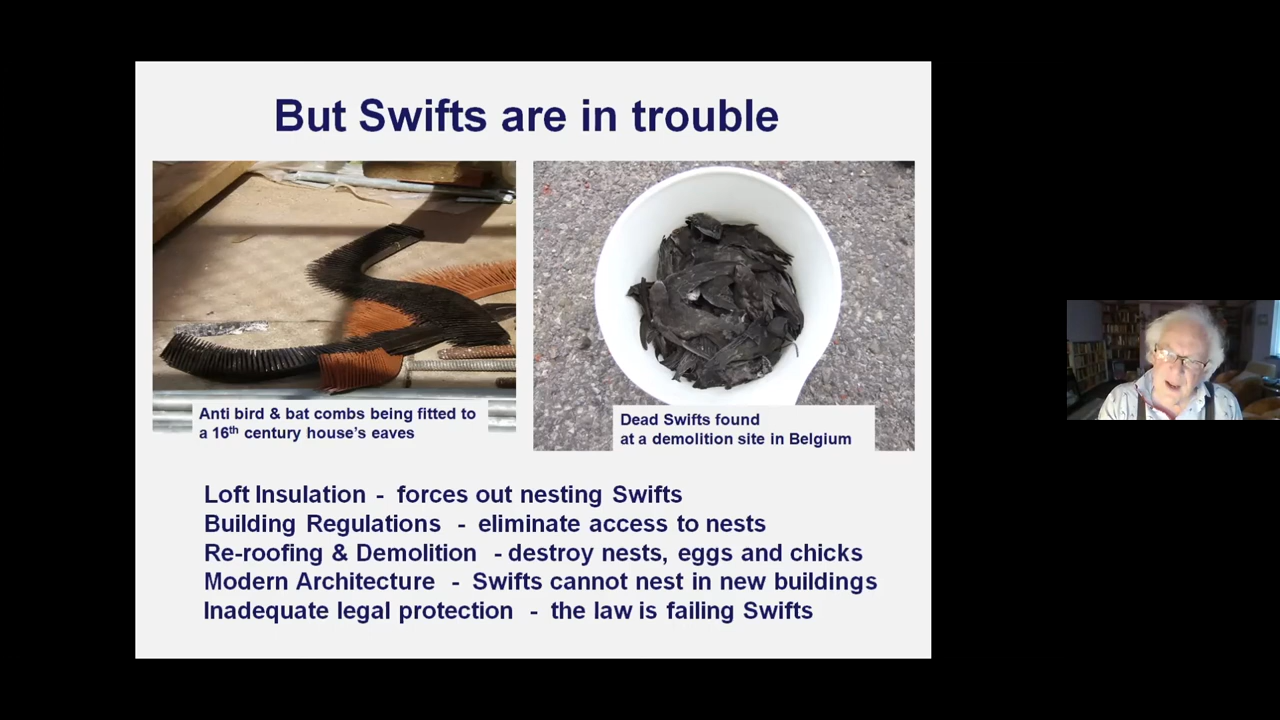 But Swifts are in trouble
Anti bird & bat combs being fitted to
a 16th century house's eaves
Dead Swifts found
at a demolition site in Belgium
Loft Insulation - forces out nesting Swifts
Building Regulations - eliminate access to nests
Re-roofing & Demolition - destroy nests, eggs and chicks
Modern Architecture - Swifts cannot nest in new buildings
Inadequate legal protection - the law is failing Swifts